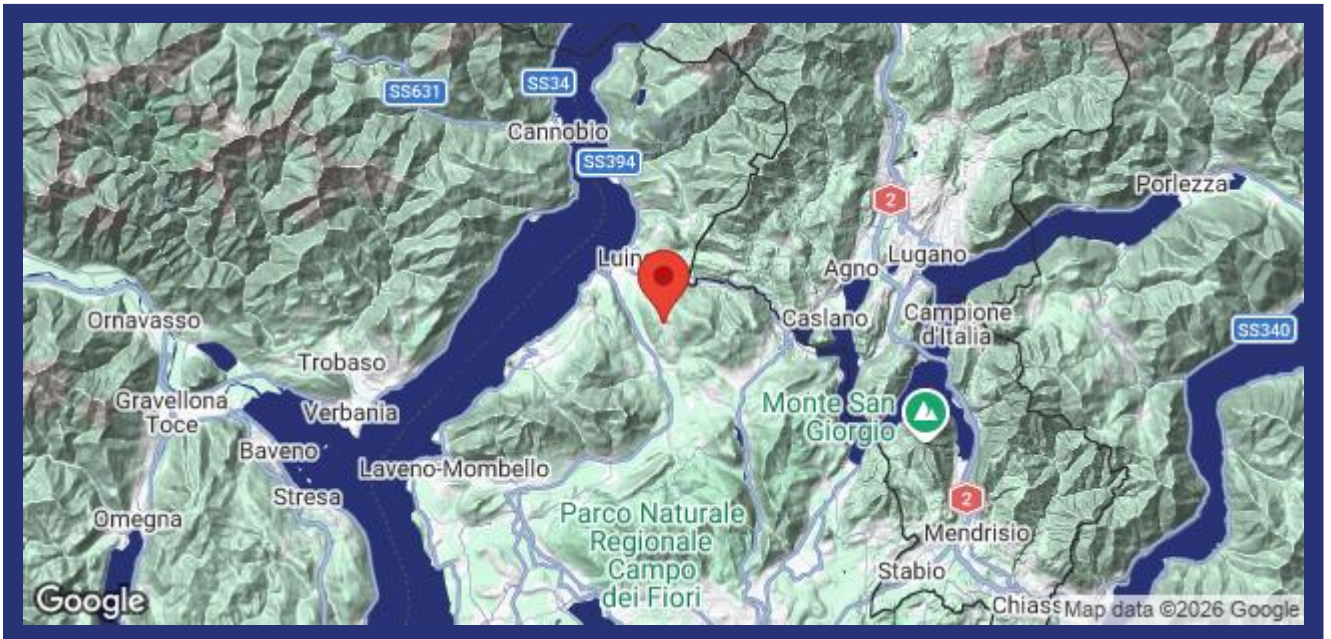 SS34
SS631
Cannobio
SS394
Porlezza
2
Luin
Agno
Lugano
Ornavasso
Caslano
Campione
d'Italia
SS340
Trobaso
Gravellona
Toce
Verbania
Monte San
Giorgio
Baveno
Laveno-Mombello
Stresa
2
Omegna
Parco Naturale
Regionale
Campo
dei Fiori
Mendrisio
Stabio
Google
Chiass
Map data ©2026 Google